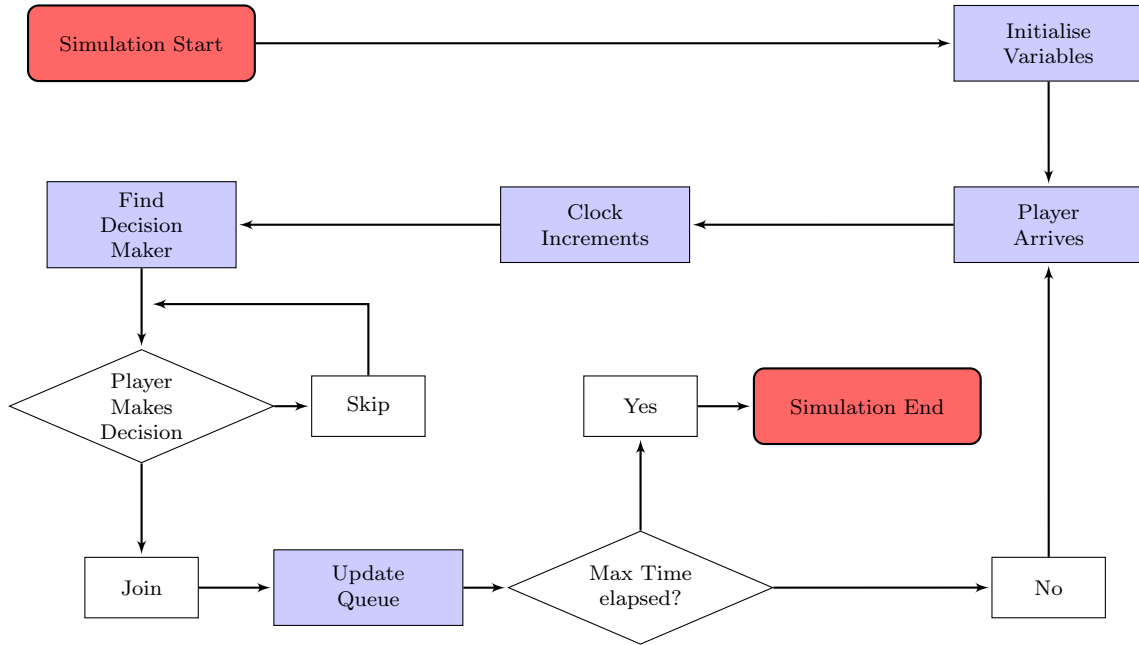 Simulation Start
Initialise
Variables
Find
Decision
Maker
Clock
Increments
Player
Arrives
Player
Makes
Decision
Skip
Yes
Simulation End
Join
Update
Queue
Max Time
elapsed?
No